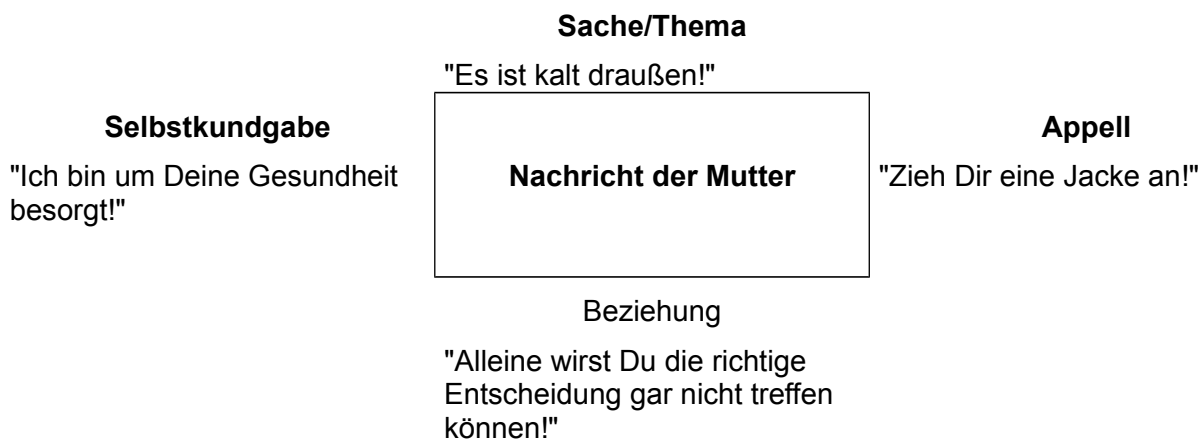 Sache/Thema
"Es ist kalt draußen!"
Selbstkundgabe
Appell
"Ich bin um Deine Gesundheit
besorgt!"
Nachricht der Mutter
"Zieh Dir eine Jacke an!"
Beziehung
"Alleine wirst Du die richtige
Entscheidung gar nicht treffen
können!"